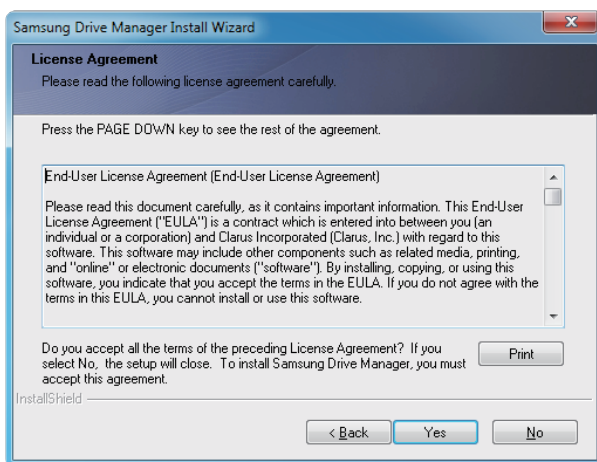 Samsung Drive Manager Install Wizard
License Agreement
Please read the following license agreement carefully.
Press the PAGE DOWN key to see the rest of the agreement.
End-User License Agreement (End-User License Agreement)
Please read this document carefully, as it contains important information. This End-User
License Agreement ("EULA") is a contract which is entered into between you (an
individual or a corporation) and Clarus Incorporated (Clarus, Inc.) with regard to this
software. This software may include other components such as related media, printing,
and "online" or electronic documents ("software"). By installing, copying, or using this
software, you indicate that you accept the terms in the EULA. If you do not agree with the
terms in this EULA, you cannot install or use this software.
Do you accept all the terms of the preceding License Agreement? If you
select No, the setup will close. To install Samsung Drive Manager, you must
accept this agreement.
Print
InstallShield
< Back
Yes
No